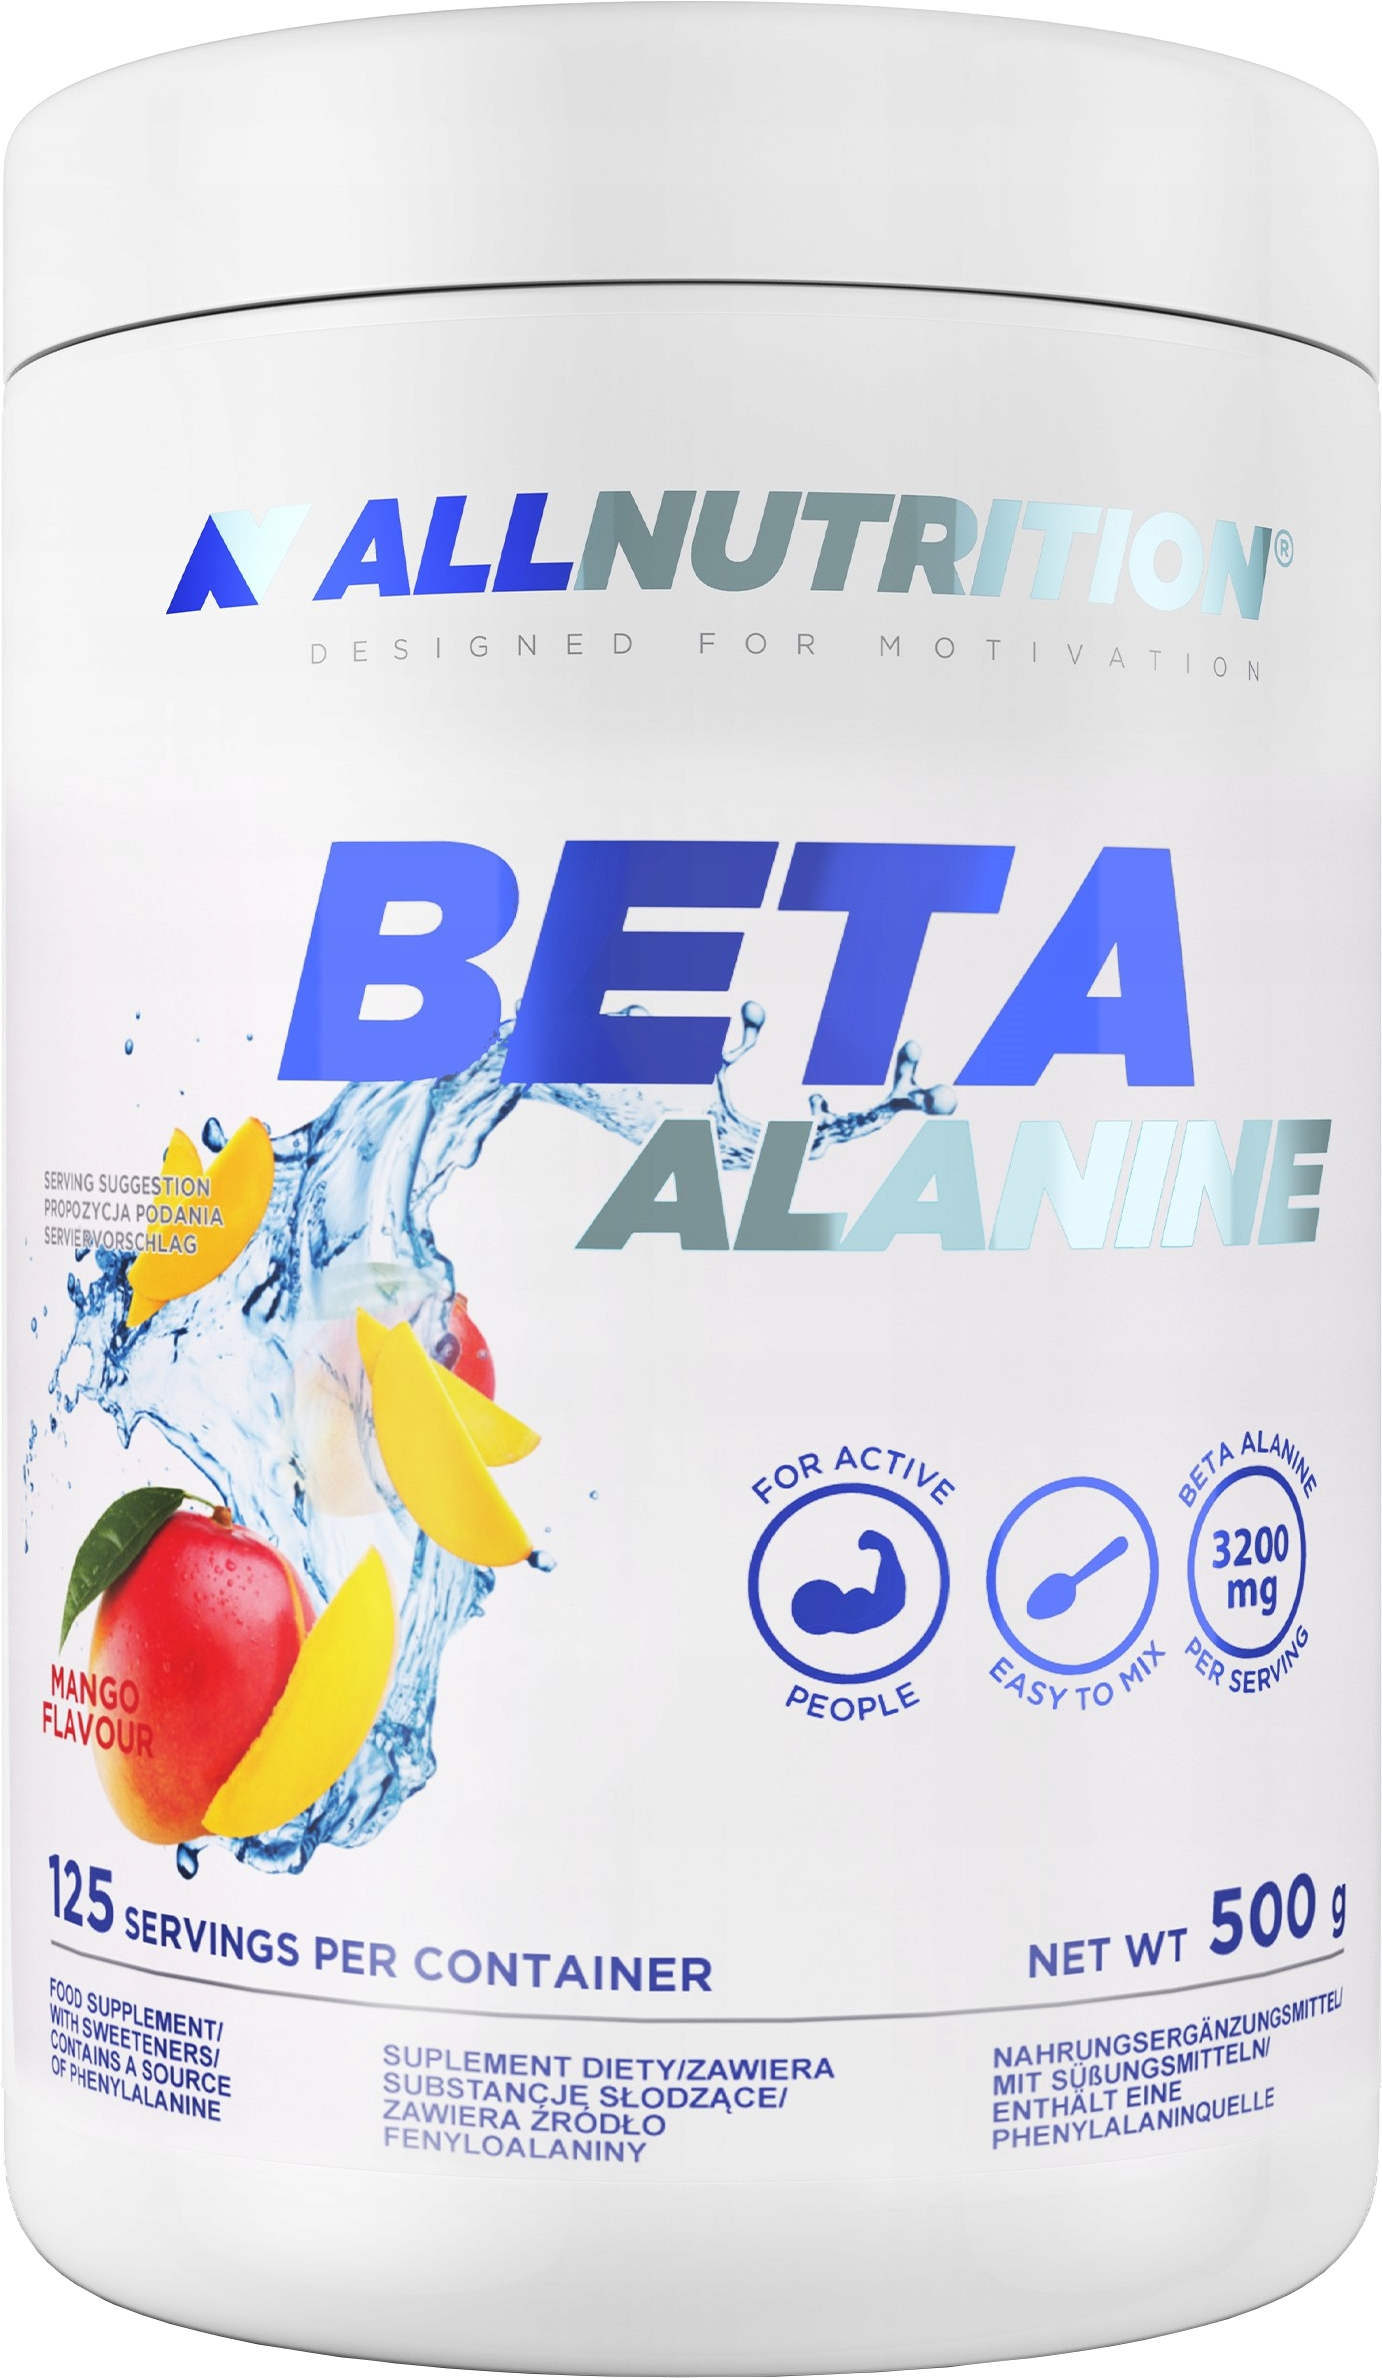 ALLNUTRITION®
DESIGNED FOR MOTIVATION
BETA
ALANINE
SERVING SUGGESTION
PROPOZYCJA PODANIA
SERVIERVORSCHLAG
FOR ACTIVE
PEOPLE
EASY TO MIX
BETA ALANINE
3200
mg
PER SERVING
MANGO
FLAVOUR
125 SERVINGS PER CONTAINER
NET WT 500 g
FOOD SUPPLEMENT/
WITH SWEETENERS/
CONTAINS A SOURCE
OF PHENYLALANINE
SUPLEMENT DIETY/ZAWIERA
SUBSTANCJE SŁODZĄCE/
ZAWIERA ŹRÓDŁO
FENYLOALANINY
NAHRUNGSERGÄNZUNGSMITTEL/
MIT SÜßUNGSMITTELN/
ENTHÄLT EINE
PHENYLALANINQUELLE